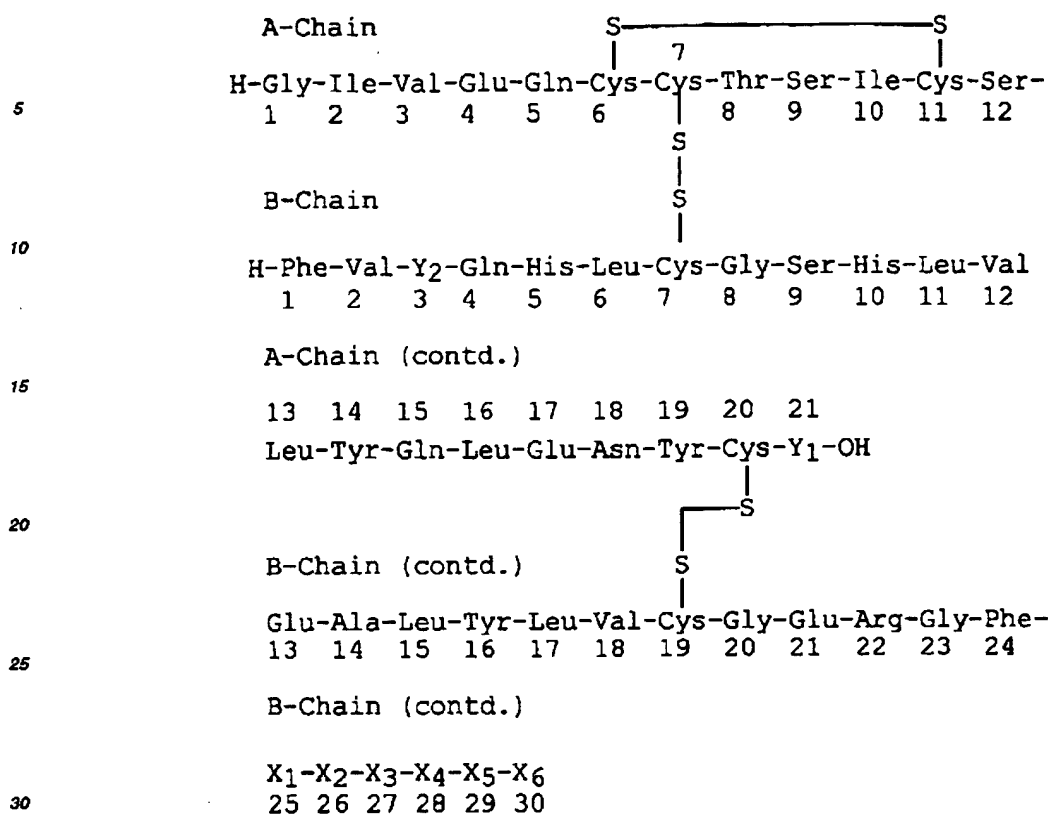 A-Chain
S S
7
H-Gly-Ile-Val-Glu-Gln-Cys-Cys-Thr-Ser-Ile-Cys-Ser-
5
1 2 3 4 5 6 8 9 10 11 12
S
B-Chain
S
10
H-Phe-Val-Y2-Gln-His-Leu-Cys-Gly-Ser-His-Leu-Val
1 2 3 4 5 6 7 8 9 10 11 12
A-Chain (contd.)
15
13 14 15 16 17 18 19 20 21
Leu-Tyr-Gln-Leu-Glu-Asn-Tyr-Cys-Y1-OH
S
20
B-Chain (contd.)
S
Glu-Ala-Leu-Tyr-Leu-Val-Cys-Gly-Glu-Arg-Gly-Phe-
13 14 15 16 17 18 19 20 21 22 23 24
25
B-Chain (contd.)
X1-X2-X3-X4-X5-X6
25 26 27 28 29 30
30